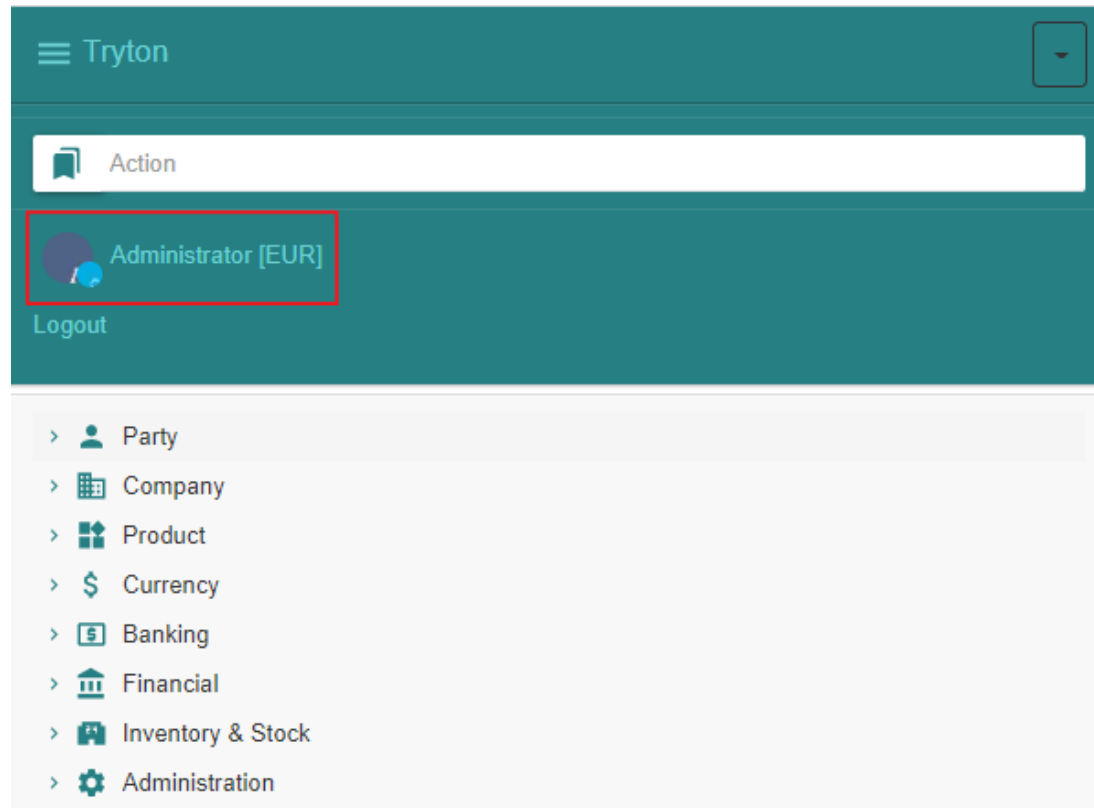 Tryton
Action
Administrator [EUR]
Logout
Party
Company
Product
Currency
Banking
Financial
Inventory & Stock
Administration